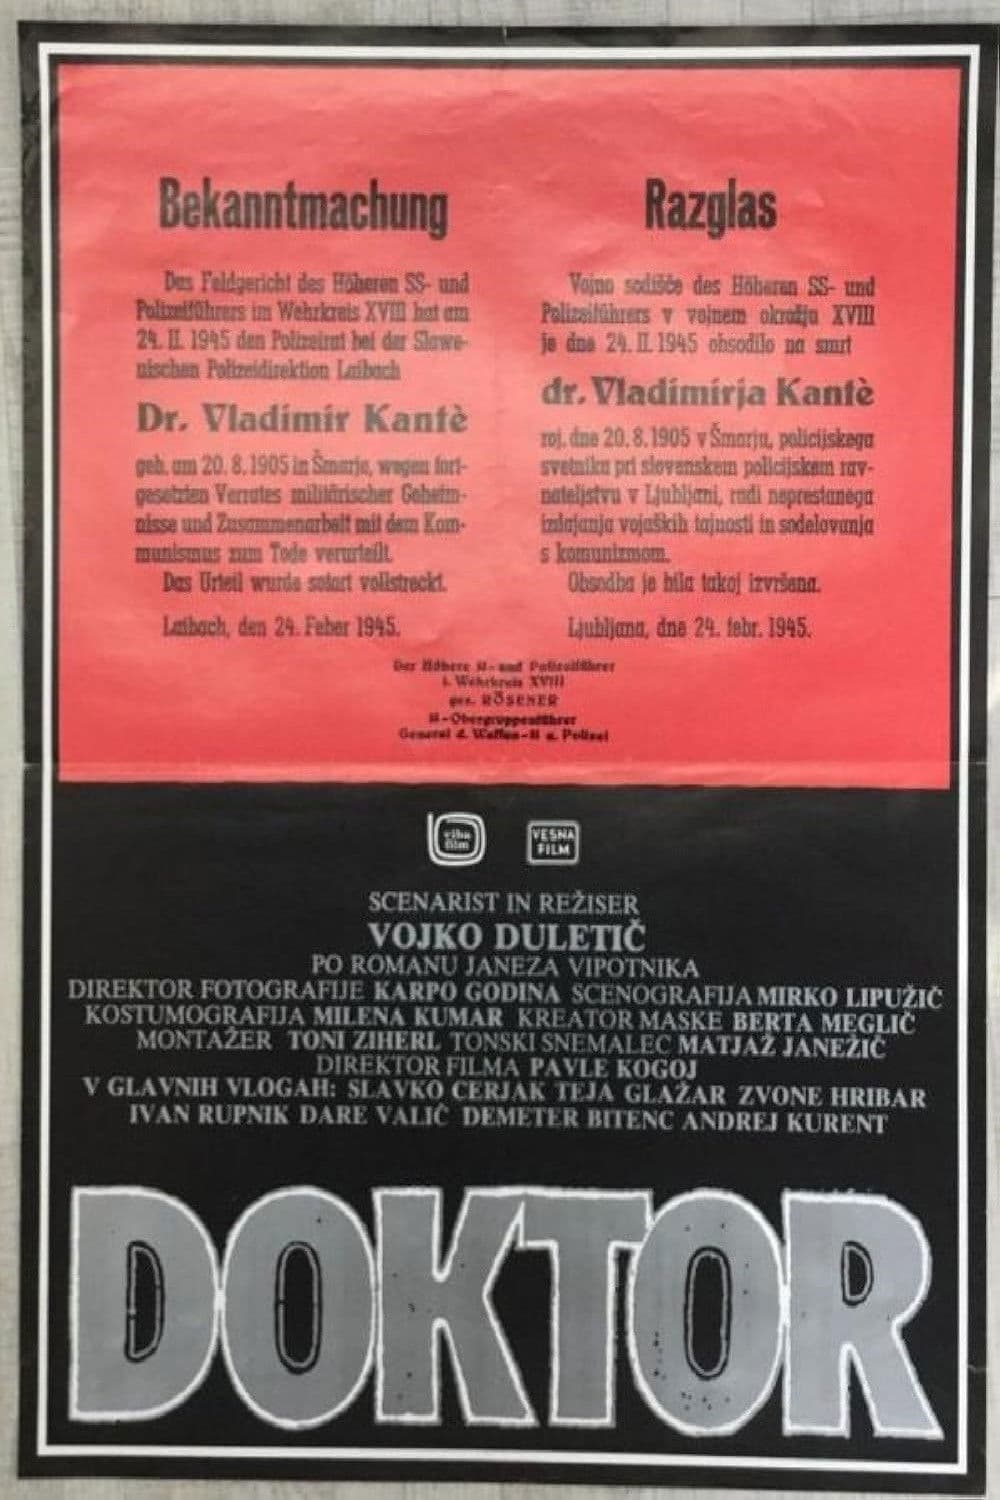 Bekanntmachung
Das Feldgericht des Höheren SS- und
Polizeiführers im Wehrkreis XVIII hat am
24. II. 1945 den Polizeirat bei der Slowe-
nischen Polizeidirektion Laibach
Dr. Vladimir Kantè
geb. am 20. 8. 1905 in Šmarje, wegen fort-
gesetzten Verrates militärischer Geheim-
nisse und Zusammenarbeit mit dem Kom-
munismus zum Tode verurteilt.
Das Urteil wurde sofort vollstreckt.
Laibach, den 24. Feber 1945.
Razglas
Vojno sodišče des Höheren SS- und
Polizeiführers v vojnem okrožju XVIII
je dne 24. II. 1945 obsodilo na smrt
dr. Vladimirja Kantè
roj. dne 20. 8. 1905 v Šmarju, policijskega
svetnika pri slovenskem policijskem rav-
nateljstvu v Ljubljani, radi neprestanega
izdajanja vojaških tajnosti in sodelovanja
s komunizmom.
Obsodba je bila takoj izvršena.
Ljubljana, dne 24. febr. 1945.
Der Höhere SS- und Polizeiführer
i. Wehrkreis XVIII
gez. RÖSENER
SS-Obergruppenführer
General d. Waffen-SS u. Polizei
viba
film
VESNA
FILM
SCENARIST IN REŽISER
VOJKO DULETIČ
PO ROMANU JANEZA VIPOTNIKA
DIREKTOR FOTOGRAFIJE KARPO GODINA SCENOGRAFIJA MIRKO LIPUŽIČ
KOSTUMOGRAFIJA MILENA KUMAR KREATOR MASKE BERTA MEGLIČ
MONTAŽER TONI ZIHERL TONSKI SNEMALEC MATJAŽ JANEŽIČ
DIREKTOR FILMA PAVLE KOGOJ
V GLAVNIH VLOGAH: SLAVKO CERJAK TEJA GLAŽAR ZVONE HRIBAR
IVAN RUPNIK DARE VALIČ DEMETER BITENC ANDREJ KURENT
DOKTOR